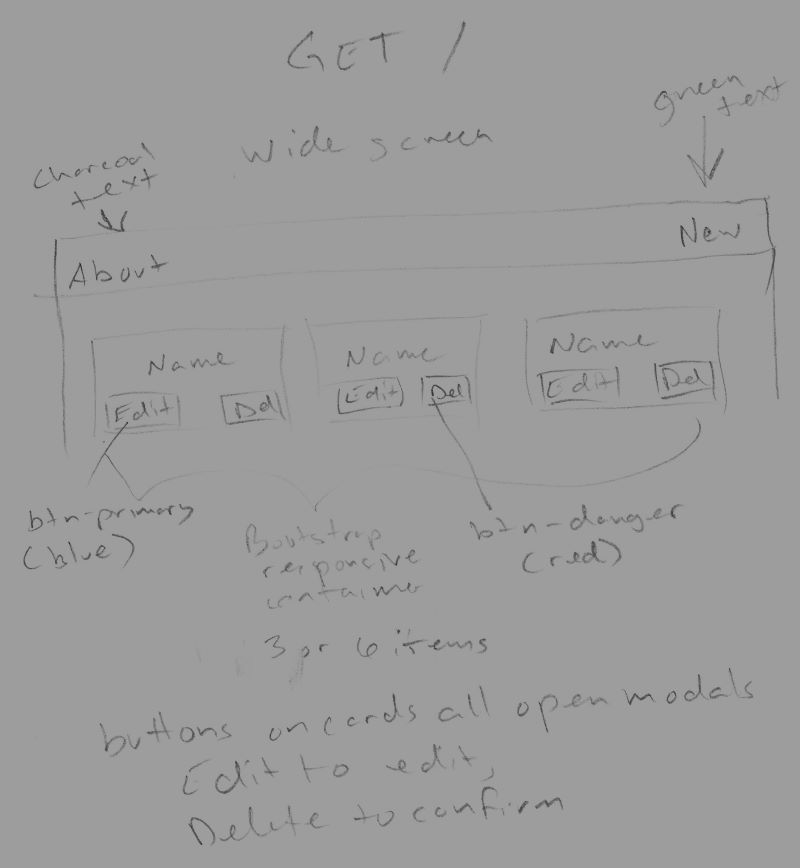 GET /
wide screen
green
text
charcoal
text
About
New
Name
Name
Name
Edit
Del
Edit
Del
Edit
Del
btn-primary
(blue)
Bootstrap
responsive
container
btn-danger
(red)
3 or 6 items
buttons on cards all open modals
Edit to edit,
Delete to confirm